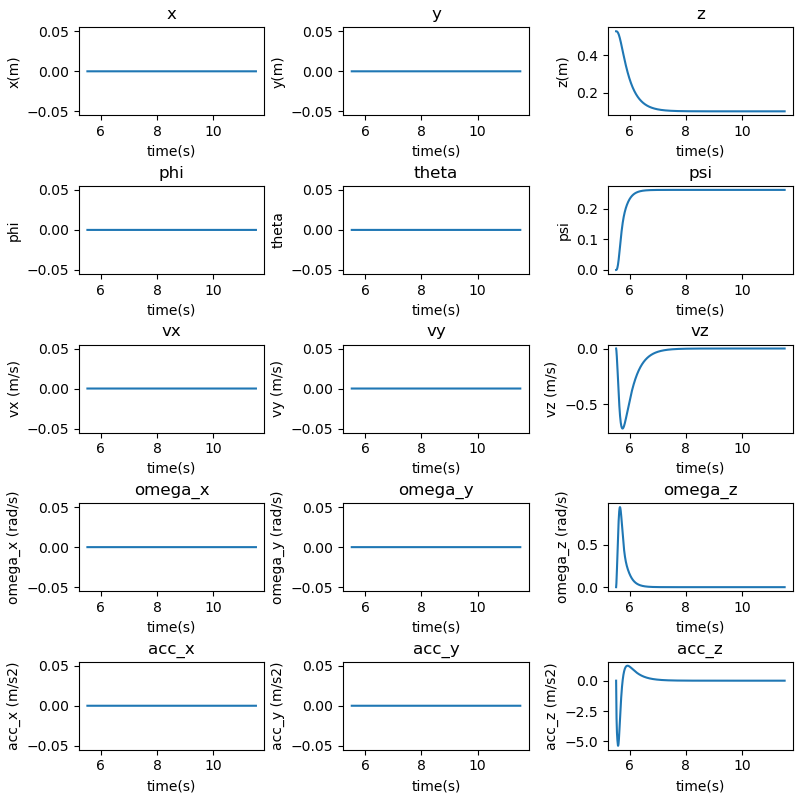 x y z
x(m) 0.05 0.00 −0.05 6 8 10 time(s)
y(m) 0.05 0.00 −0.05 6 8 10 time(s)
z(m) 0.4 0.2 6 8 10 time(s)
phi theta psi
phi 0.05 0.00 −0.05 6 8 10 time(s)
theta 0.05 0.00 −0.05 6 8 10 time(s)
psi 0.2 0.1 0.0 6 8 10 time(s)
vx vy vz
vx (m/s) 0.05 0.00 −0.05 6 8 10 time(s)
vy (m/s) 0.05 0.00 −0.05 6 8 10 time(s)
vz (m/s) 0.0 −0.5 6 8 10 time(s)
omega_x omega_y omega_z
omega_x (rad/s) 0.05 0.00 −0.05 6 8 10 time(s)
omega_y (rad/s) 0.05 0.00 −0.05 6 8 10 time(s)
omega_z (rad/s) 0.5 0.0 6 8 10 time(s)
acc_x acc_y acc_z
acc_x (m/s2) 0.05 0.00 −0.05 6 8 10 time(s)
acc_y (m/s2) 0.05 0.00 −0.05 6 8 10 time(s)
acc_z (m/s2) 0.0 −2.5 −5.0 6 8 10 time(s)